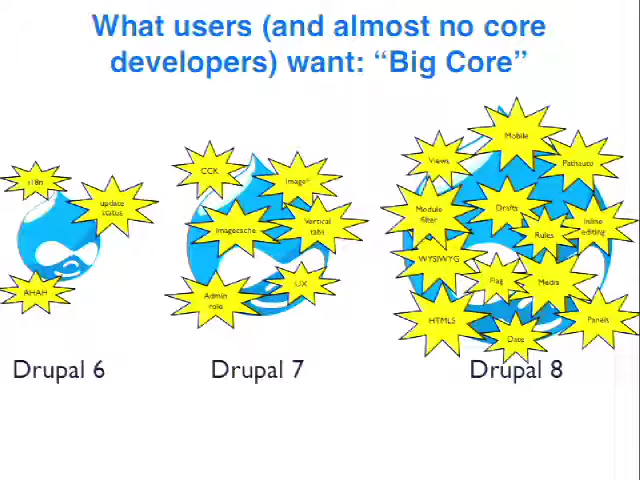 What users (and almost no core
developers) want: “Big Core”
i18n
update
status
AHAH
Drupal 6
CCK
Image*
Imagecache
Vertical
tabs
Admin
role
UX
Drupal 7
Mobile
Views
Pathauto
Module
filter
Drafts
Rules
Inline
editing
WYSIWYG
Flag
Media
HTML5
Date
Panels
Drupal 8